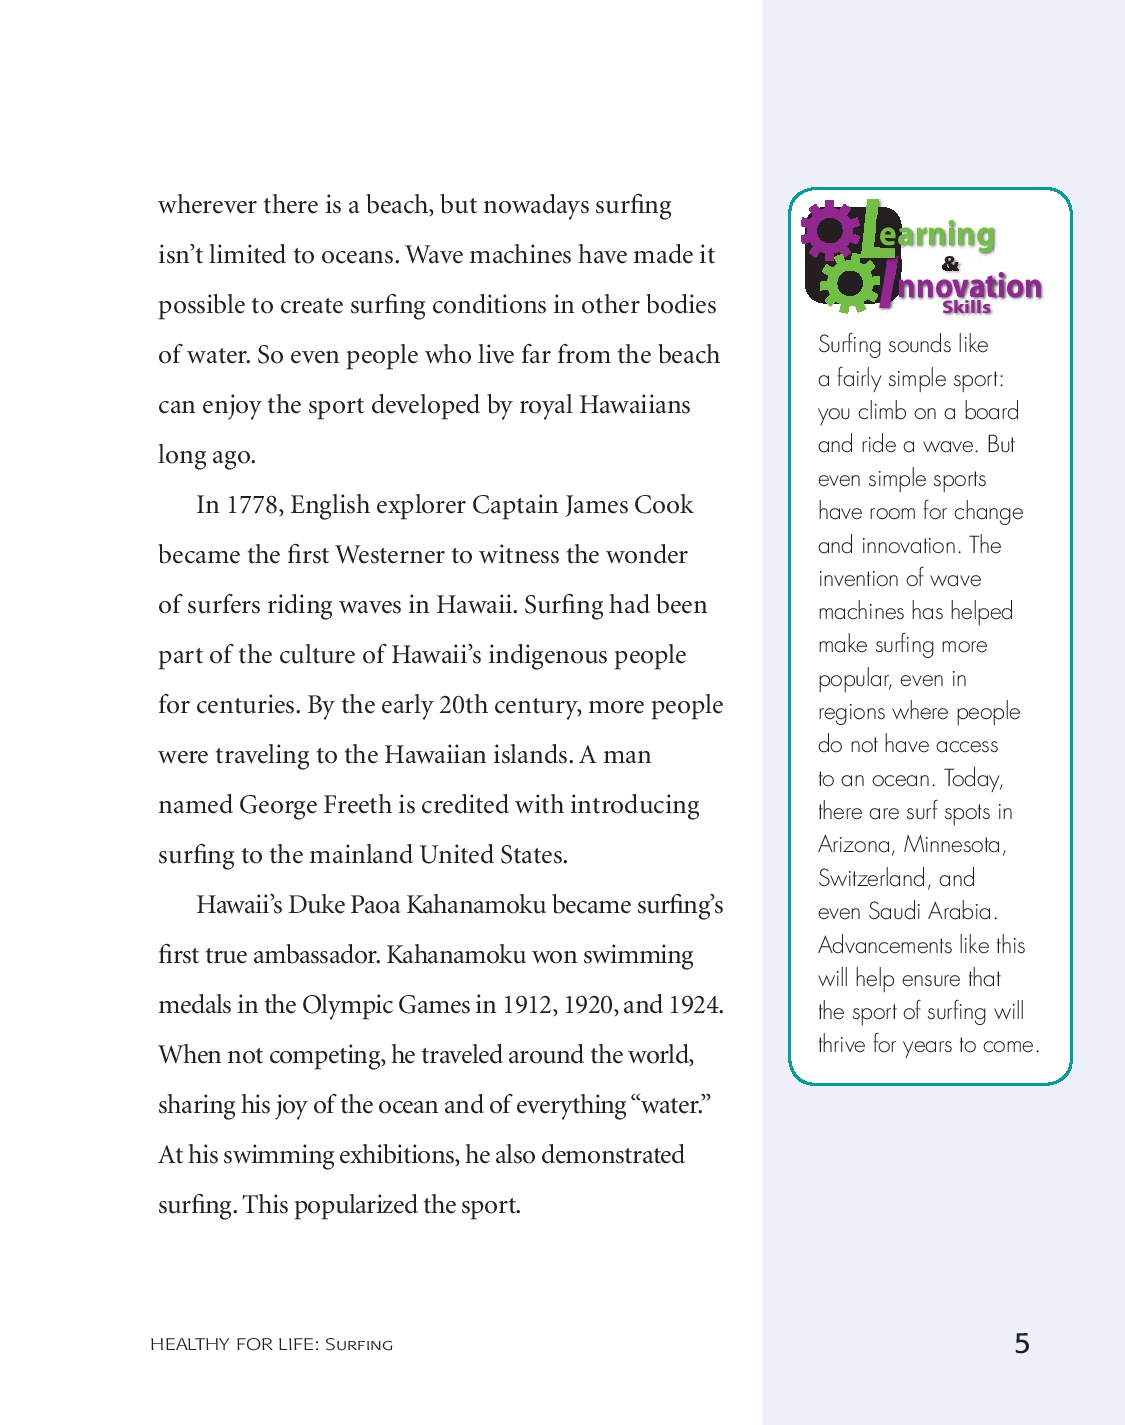 wherever there is a beach, but nowadays surfing
isn’t limited to oceans. Wave machines have made it
possible to create surfing conditions in other bodies
of water. So even people who live far from the beach
can enjoy the sport developed by royal Hawaiians
long ago.
In 1778, English explorer Captain James Cook
became the first Westerner to witness the wonder
of surfers riding waves in Hawaii. Surfing had been
part of the culture of Hawaii’s indigenous people
for centuries. By the early 20th century, more people
were traveling to the Hawaiian islands. A man
named George Freeth is credited with introducing
surfing to the mainland United States.
Hawaii’s Duke Paoa Kahanamoku became surfing’s
first true ambassador. Kahanamoku won swimming
medals in the Olympic Games in 1912, 1920, and 1924.
When not competing, he traveled around the world,
sharing his joy of the ocean and of everything “water.”
At his swimming exhibitions, he also demonstrated
surfing. This popularized the sport.
Learning
&
Innovation
Skills
Surfing sounds like
a fairly simple sport:
you climb on a board
and ride a wave. But
even simple sports
have room for change
and innovation. The
invention of wave
machines has helped
make surfing more
popular, even in
regions where people
do not have access
to an ocean. Today,
there are surf spots in
Arizona, Minnesota,
Switzerland, and
even Saudi Arabia.
Advancements like this
will help ensure that
the sport of surfing will
thrive for years to come.
HEALTHY FOR LIFE: Surfing
5